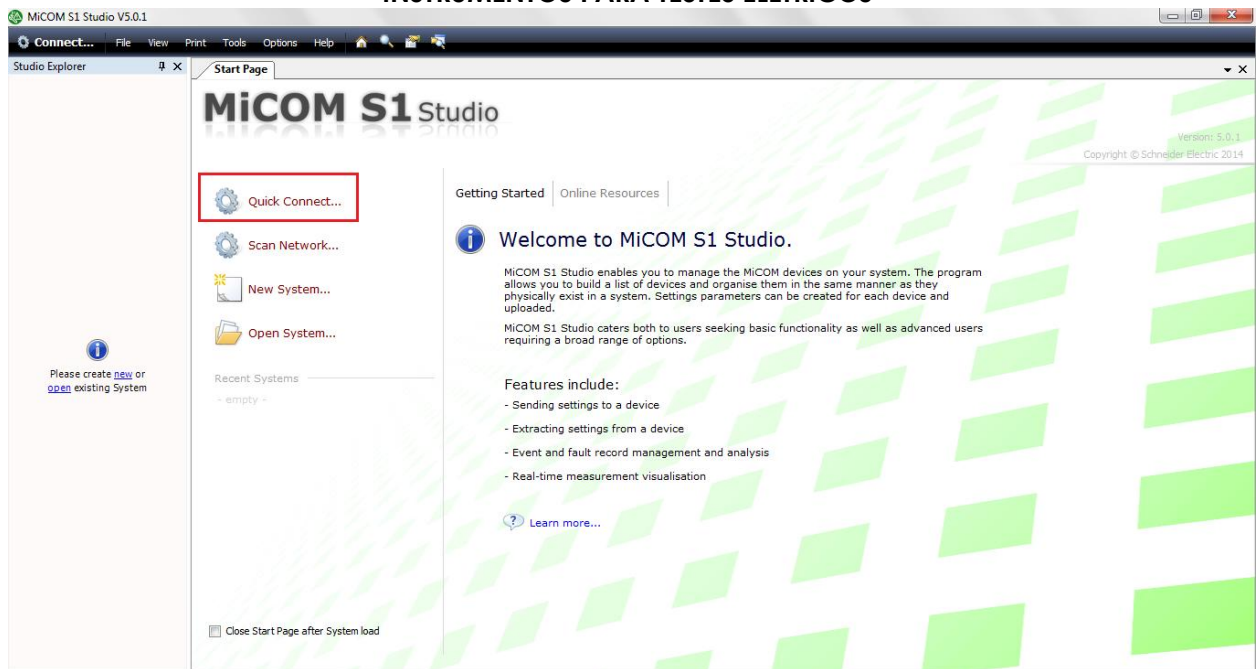 INSTRUMENTOS PARA TESTES ELÉTRICOS
MiCOM S1 Studio V5.0.1
Connect... File View Print Tools Options Help
Studio Explorer
Start Page
MiCOM S1 Studio
Version: 5.0.1
Copyright © Schneider Electric 2014
Quick Connect...
Scan Network...
New System...
Open System...
Recent Systems
- empty -
Please create new or
open existing System
Getting Started Online Resources
Welcome to MiCOM S1 Studio.
MiCOM S1 Studio enables you to manage the MiCOM devices on your system. The program
allows you to build a list of devices and organise them in the same manner as they
physically exist in a system. Settings parameters can be created for each device and
uploaded.
MiCOM S1 Studio caters both to users seeking basic functionality as well as advanced users
requiring a broad range of options.
Features include:
- Sending settings to a device
- Extracting settings from a device
- Event and fault record management and analysis
- Real-time measurement visualisation
Learn more...
Close Start Page after System load